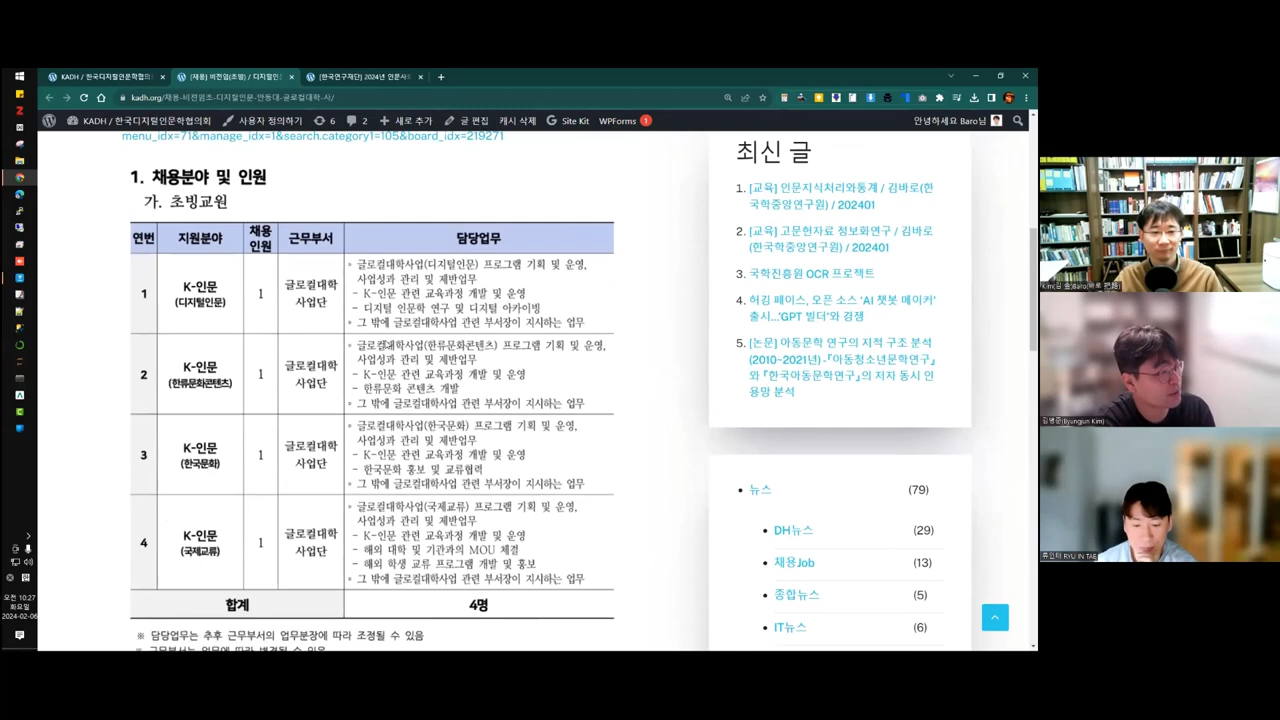 KADH / 한국디지털인문학협의회
[채용] 비전임(초빙) / 디지털인
[한국연구재단] 2024년 인문사회
kadh.org/채용-비전임초-디지털인문-안동대-글로컬대학-사/
KADH / 한국디지털인문학협의회
사용자 정의하기
6
2
새로 추가
글 편집
캐시 삭제
Site Kit
WPForms
1
안녕하세요 Baro님
menu_idx=71&manage_idx=1&search.category1=105&board_idx=219271
1. 채용분야 및 인원
가. 초빙교원
연번 지원분야 채용인원 근무부서 담당업무
1
K-인문
(디지털인문)
1
글로컬대학
사업단
◦ 글로컬대학사업(디지털인문) 프로그램 기획 및 운영,
사업성과 관리 및 제반업무
- K-인문 관련 교육과정 개발 및 운영
- 디지털 인문학 연구 및 디지털 아카이빙
◦ 그 밖에 글로컬대학사업 관련 부서장이 지시하는 업무
2
K-인문
(한류문화콘텐츠)
1
글로컬대학
사업단
◦ 글로컬대학사업(한류문화콘텐츠) 프로그램 기획 및 운영,
사업성과 관리 및 제반업무
- K-인문 관련 교육과정 개발 및 운영
- 한류문화 콘텐츠 개발
◦ 그 밖에 글로컬대학사업 관련 부서장이 지시하는 업무
3
K-인문
(한국문화)
1
글로컬대학
사업단
◦ 글로컬대학사업(한국문화) 프로그램 기획 및 운영,
사업성과 관리 및 제반업무
- K-인문 관련 교육과정 개발 및 운영
- 한국문화 홍보 및 교류협력
◦ 그 밖에 글로컬대학사업 관련 부서장이 지시하는 업무
4
K-인문
(국제교류)
1
글로컬대학
사업단
◦ 글로컬대학사업(국제교류) 프로그램 기획 및 운영,
사업성과 관리 및 제반업무
- K-인문 관련 교육과정 개발 및 운영
- 해외 대학 및 기관과의 MOU 체결
- 해외 학생 교류 프로그램 개발 및 홍보
◦ 그 밖에 글로컬대학사업 관련 부서장이 지시하는 업무
합계
4명
※ 담당업무는 추후 근무부서의 업무분장에 따라 조정될 수 있음
※ 근무부서는 업무에 따라 변경될 수 있음
최신 글
1. [교육] 인문지식처리와통계 / 김바로(한
국학중앙연구원) / 202401
2. [교육] 고문헌자료 정보화연구 / 김바로
(한국학중앙연구원) / 202401
3. 국학진흥원 OCR 프로젝트
4. 허깅 페이스, 오픈 소스 'AI 챗봇 메이커'
출시...'GPT 빌더'와 경쟁
5. [논문] 아동문학 연구의 지적 구조 분석
(2010~2021년) -『아동청소년문학연구』
와 『한국아동문학연구』의 저자 동시 인
용망 분석
뉴스 (79)
DH뉴스 (29)
채용Job (13)
종합뉴스 (5)
IT뉴스 (6)
오전 10:27
화요일
2024-02-06
김병준(Byungjun Kim)
류인태 RYU IN TAE